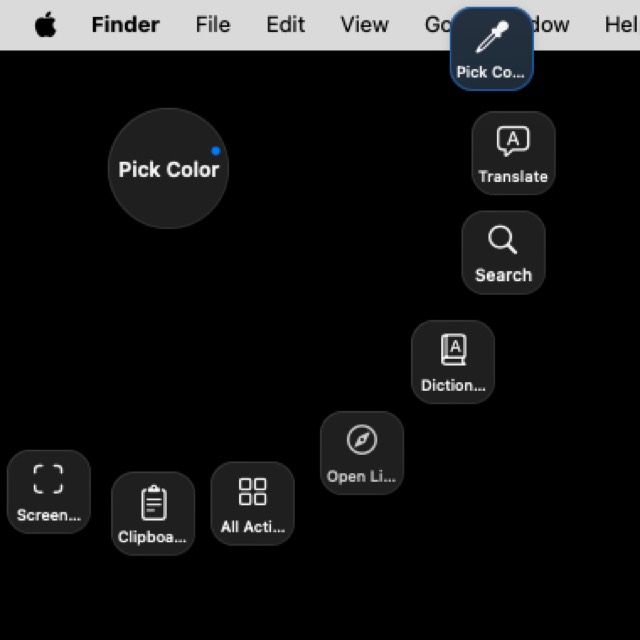 Finder File Edit View Go dow Hel
Pick Co...
Pick Color
A
Translate
Search
A
Diction...
Open Li...
Screen...
Clipboa...
All Acti...